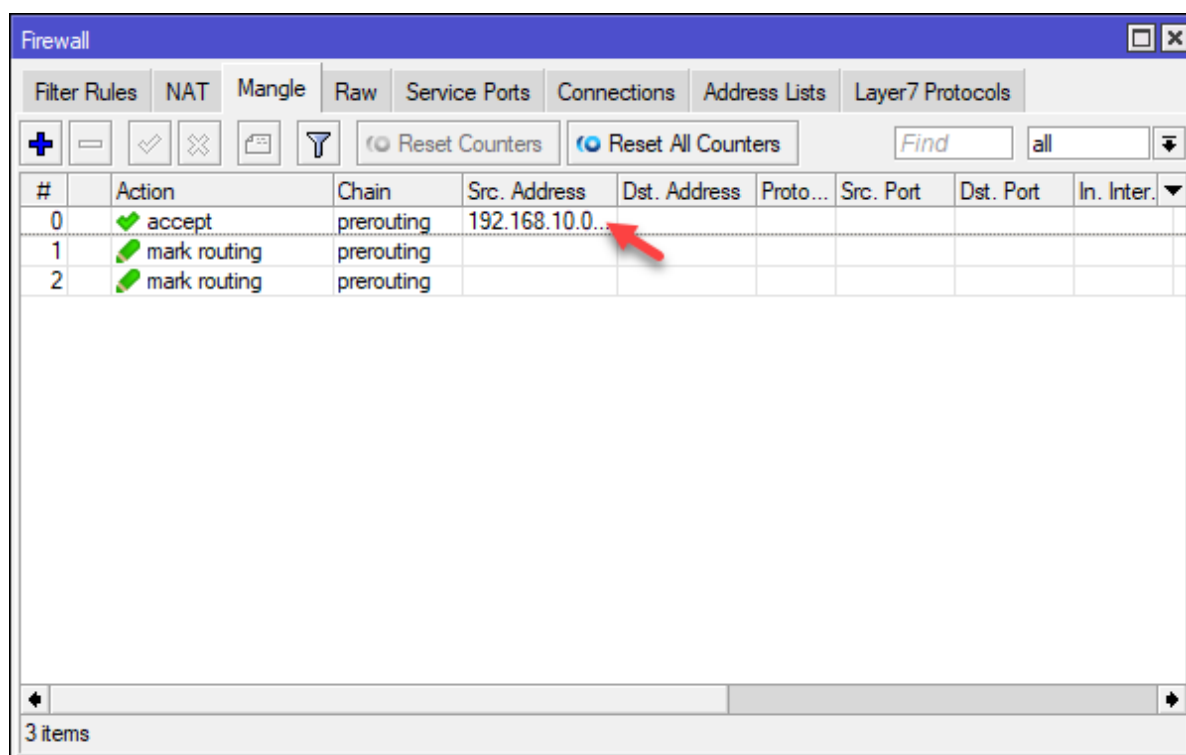 Firewall
Filter Rules NAT Mangle Raw Service Ports Connections Address Lists Layer7 Protocols
Reset Counters Reset All Counters Find all
# Action Chain Src. Address Dst. Address Proto... Src. Port Dst. Port In. Inter.
0 accept prerouting 192.168.10.0...
1 mark routing prerouting
2 mark routing prerouting
3 items